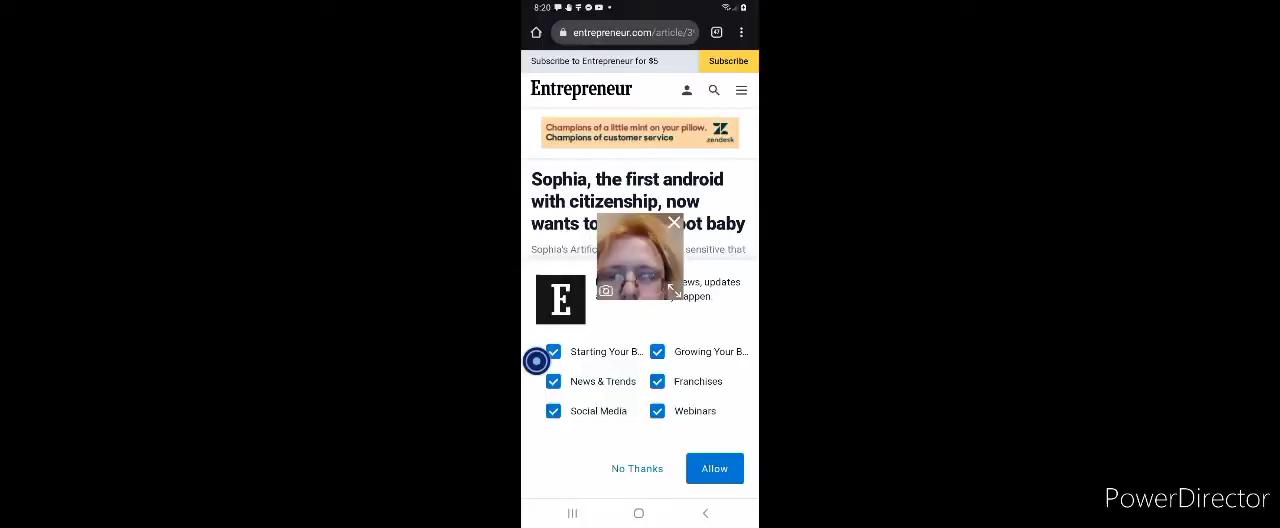 8:20
entrepreneur.com/article/3
47
Subscribe to Entrepreneur for $5
Subscribe
Entrepreneur
Champions of a little mint on your pillow.
Champions of customer service
zendesk
Sophia, the first android
with citizenship, now
wants to ot baby
Sophia's Artific sensitive that
E
ews, updates
appen.
Starting Your B...
Growing Your B...
News & Trends
Franchises
Social Media
Webinars
No Thanks
Allow
PowerDirector